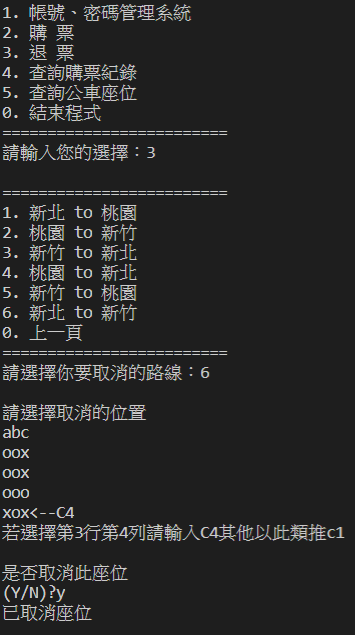 1. 帳號、密碼管理系統
2. 購 票
3. 退 票
4. 查詢購票紀錄
5. 查詢公車座位
0. 結束程式
=========================
請輸入您的選擇：3
=========================
1. 新北 to 桃園
2. 桃園 to 新竹
3. 新竹 to 新北
4. 桃園 to 新北
5. 新竹 to 桃園
6. 新北 to 新竹
0. 上一頁
=========================
請選擇你要取消的路線：6
請選擇取消的位置
abc
oox
oox
ooo
xox<--C4
若選擇第3行第4列請輸入C4其他以此類推c1
是否取消此座位
(Y/N)?y
已取消座位